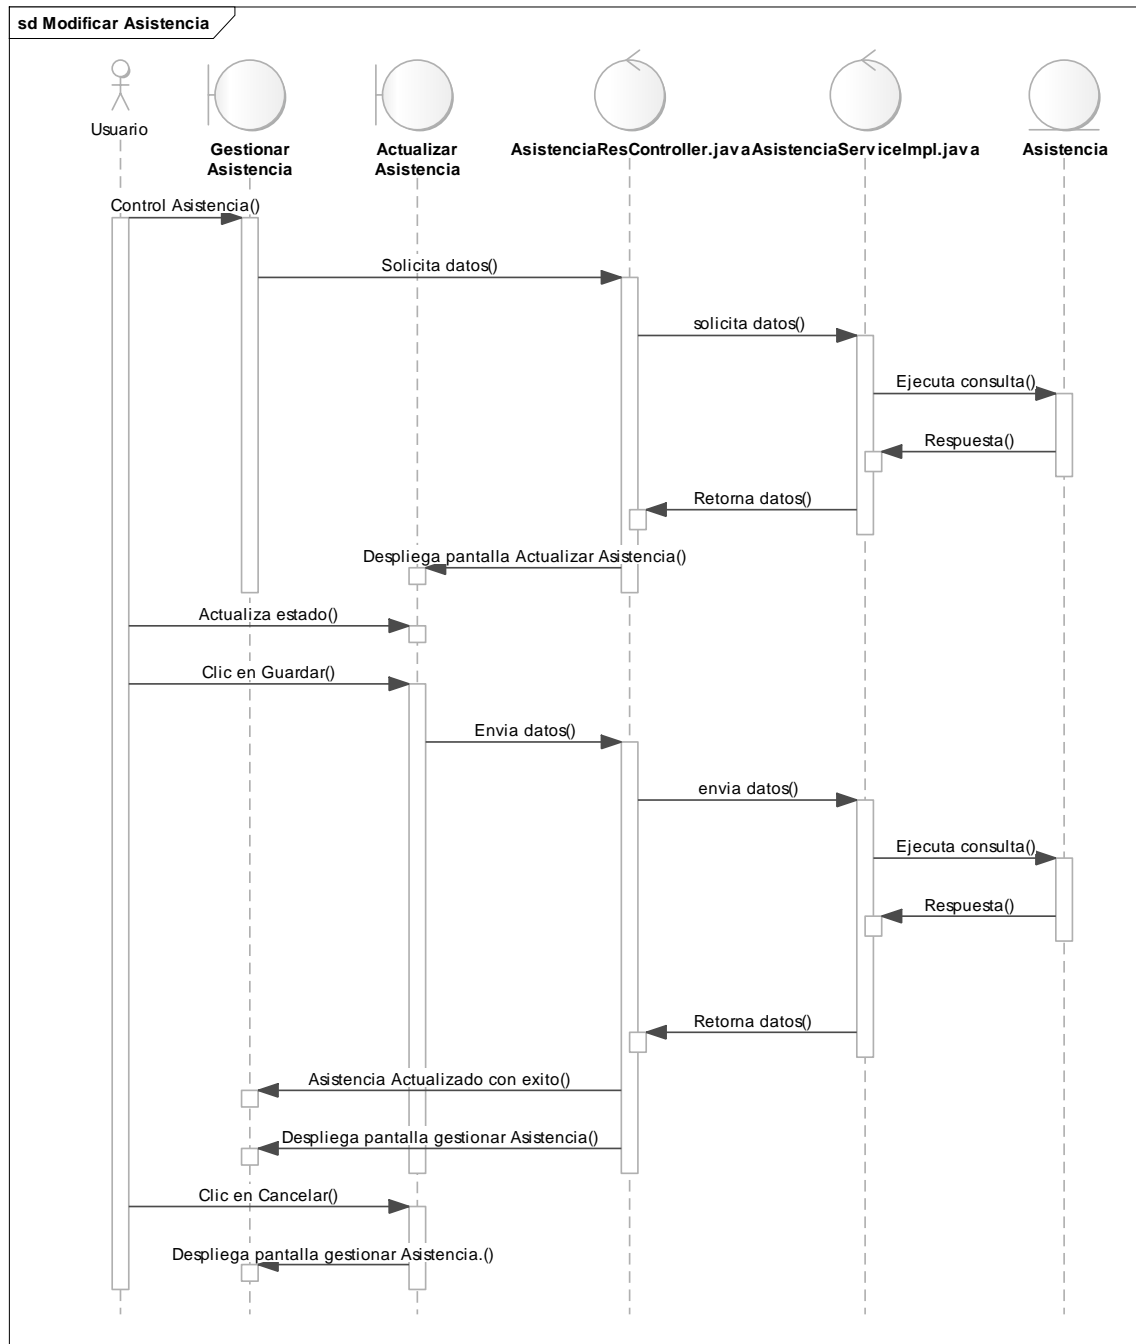 sd Modificar Asistencia
Usuario
Gestionar
Asistencia
Actualizar
Asistencia
AsistenciaResController.java
AsistenciaServiceImpl.java
Asistencia
Control Asistencia()
Solicita datos()
solicita datos()
Ejecuta consulta()
Respuesta()
Retorna datos()
Despliega pantalla Actualizar Asistencia()
Actualiza estado()
Clic en Guardar()
Envia datos()
envia datos()
Ejecuta consulta()
Respuesta()
Retorna datos()
Asistencia Actualizado con exito()
Despliega pantalla gestionar Asistencia()
Clic en Cancelar()
Despliega pantalla gestionar Asistencia.()